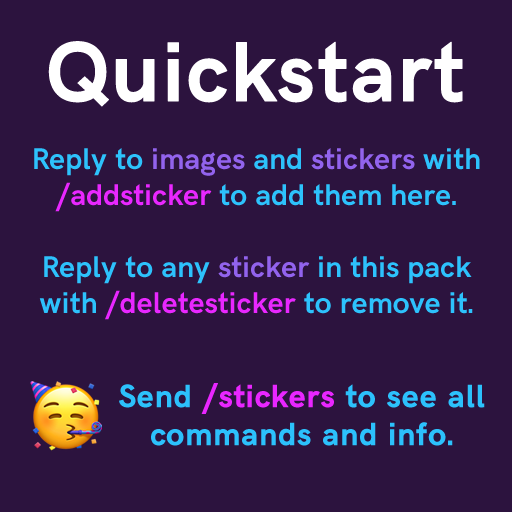 Quickstart
Reply to images and stickers with
/addsticker to add them here.
Reply to any sticker in this pack
with /deletesticker to remove it.
Send /stickers to see all
commands and info.